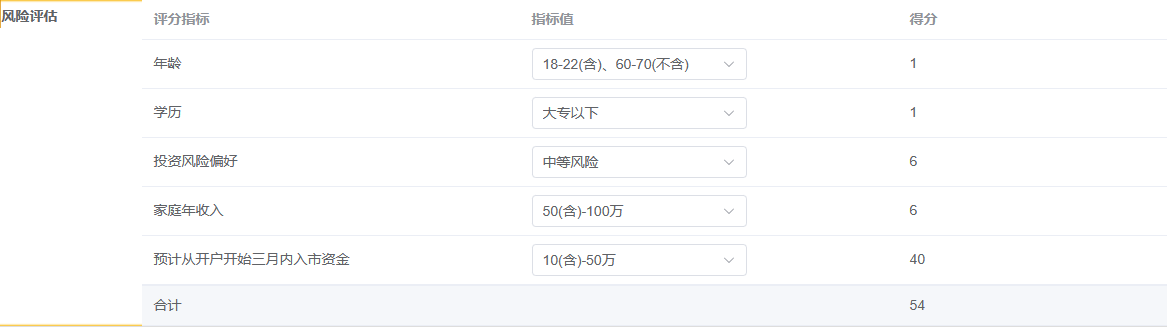 风险评估 评分指标 指标值 得分
年龄 18-22(含)、60-70(不含) 1
学历 大专以下 1
投资风险偏好 中等风险 6
家庭年收入 50(含)-100万 6
预计从开户开始三月内入市资金 10(含)-50万 40
合计 54